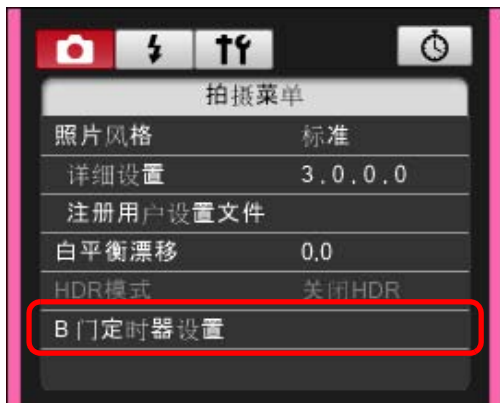 拍摄菜单
照片风格 标准
详细设置 3.0.0.0
注册用户设置文件
白平衡漂移 0,0
HDR模式 关闭HDR
B门定时器设置